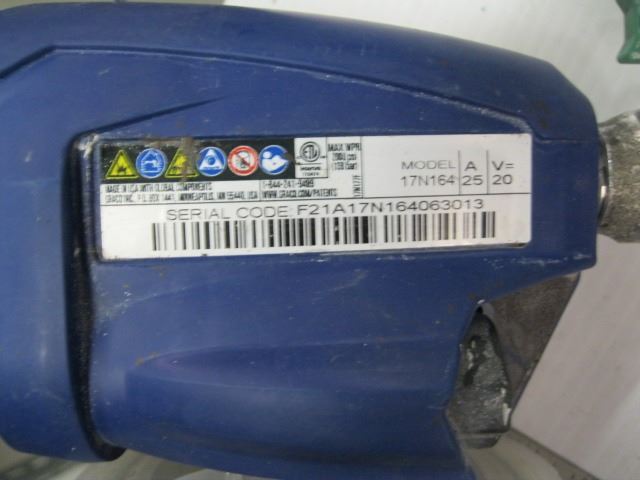 MAX WPR
MODEL
17N164
A
25
V=
20
MADE IN USA WITH GLOBAL COMPONENTS
GRACO INC. P.O. BOX 1441, MINNEAPOLIS, MN 55440, USA
1-844-241-9499
WWW.GRACO.COM/PATENTS
SERIAL CODE: F21A17N164063013